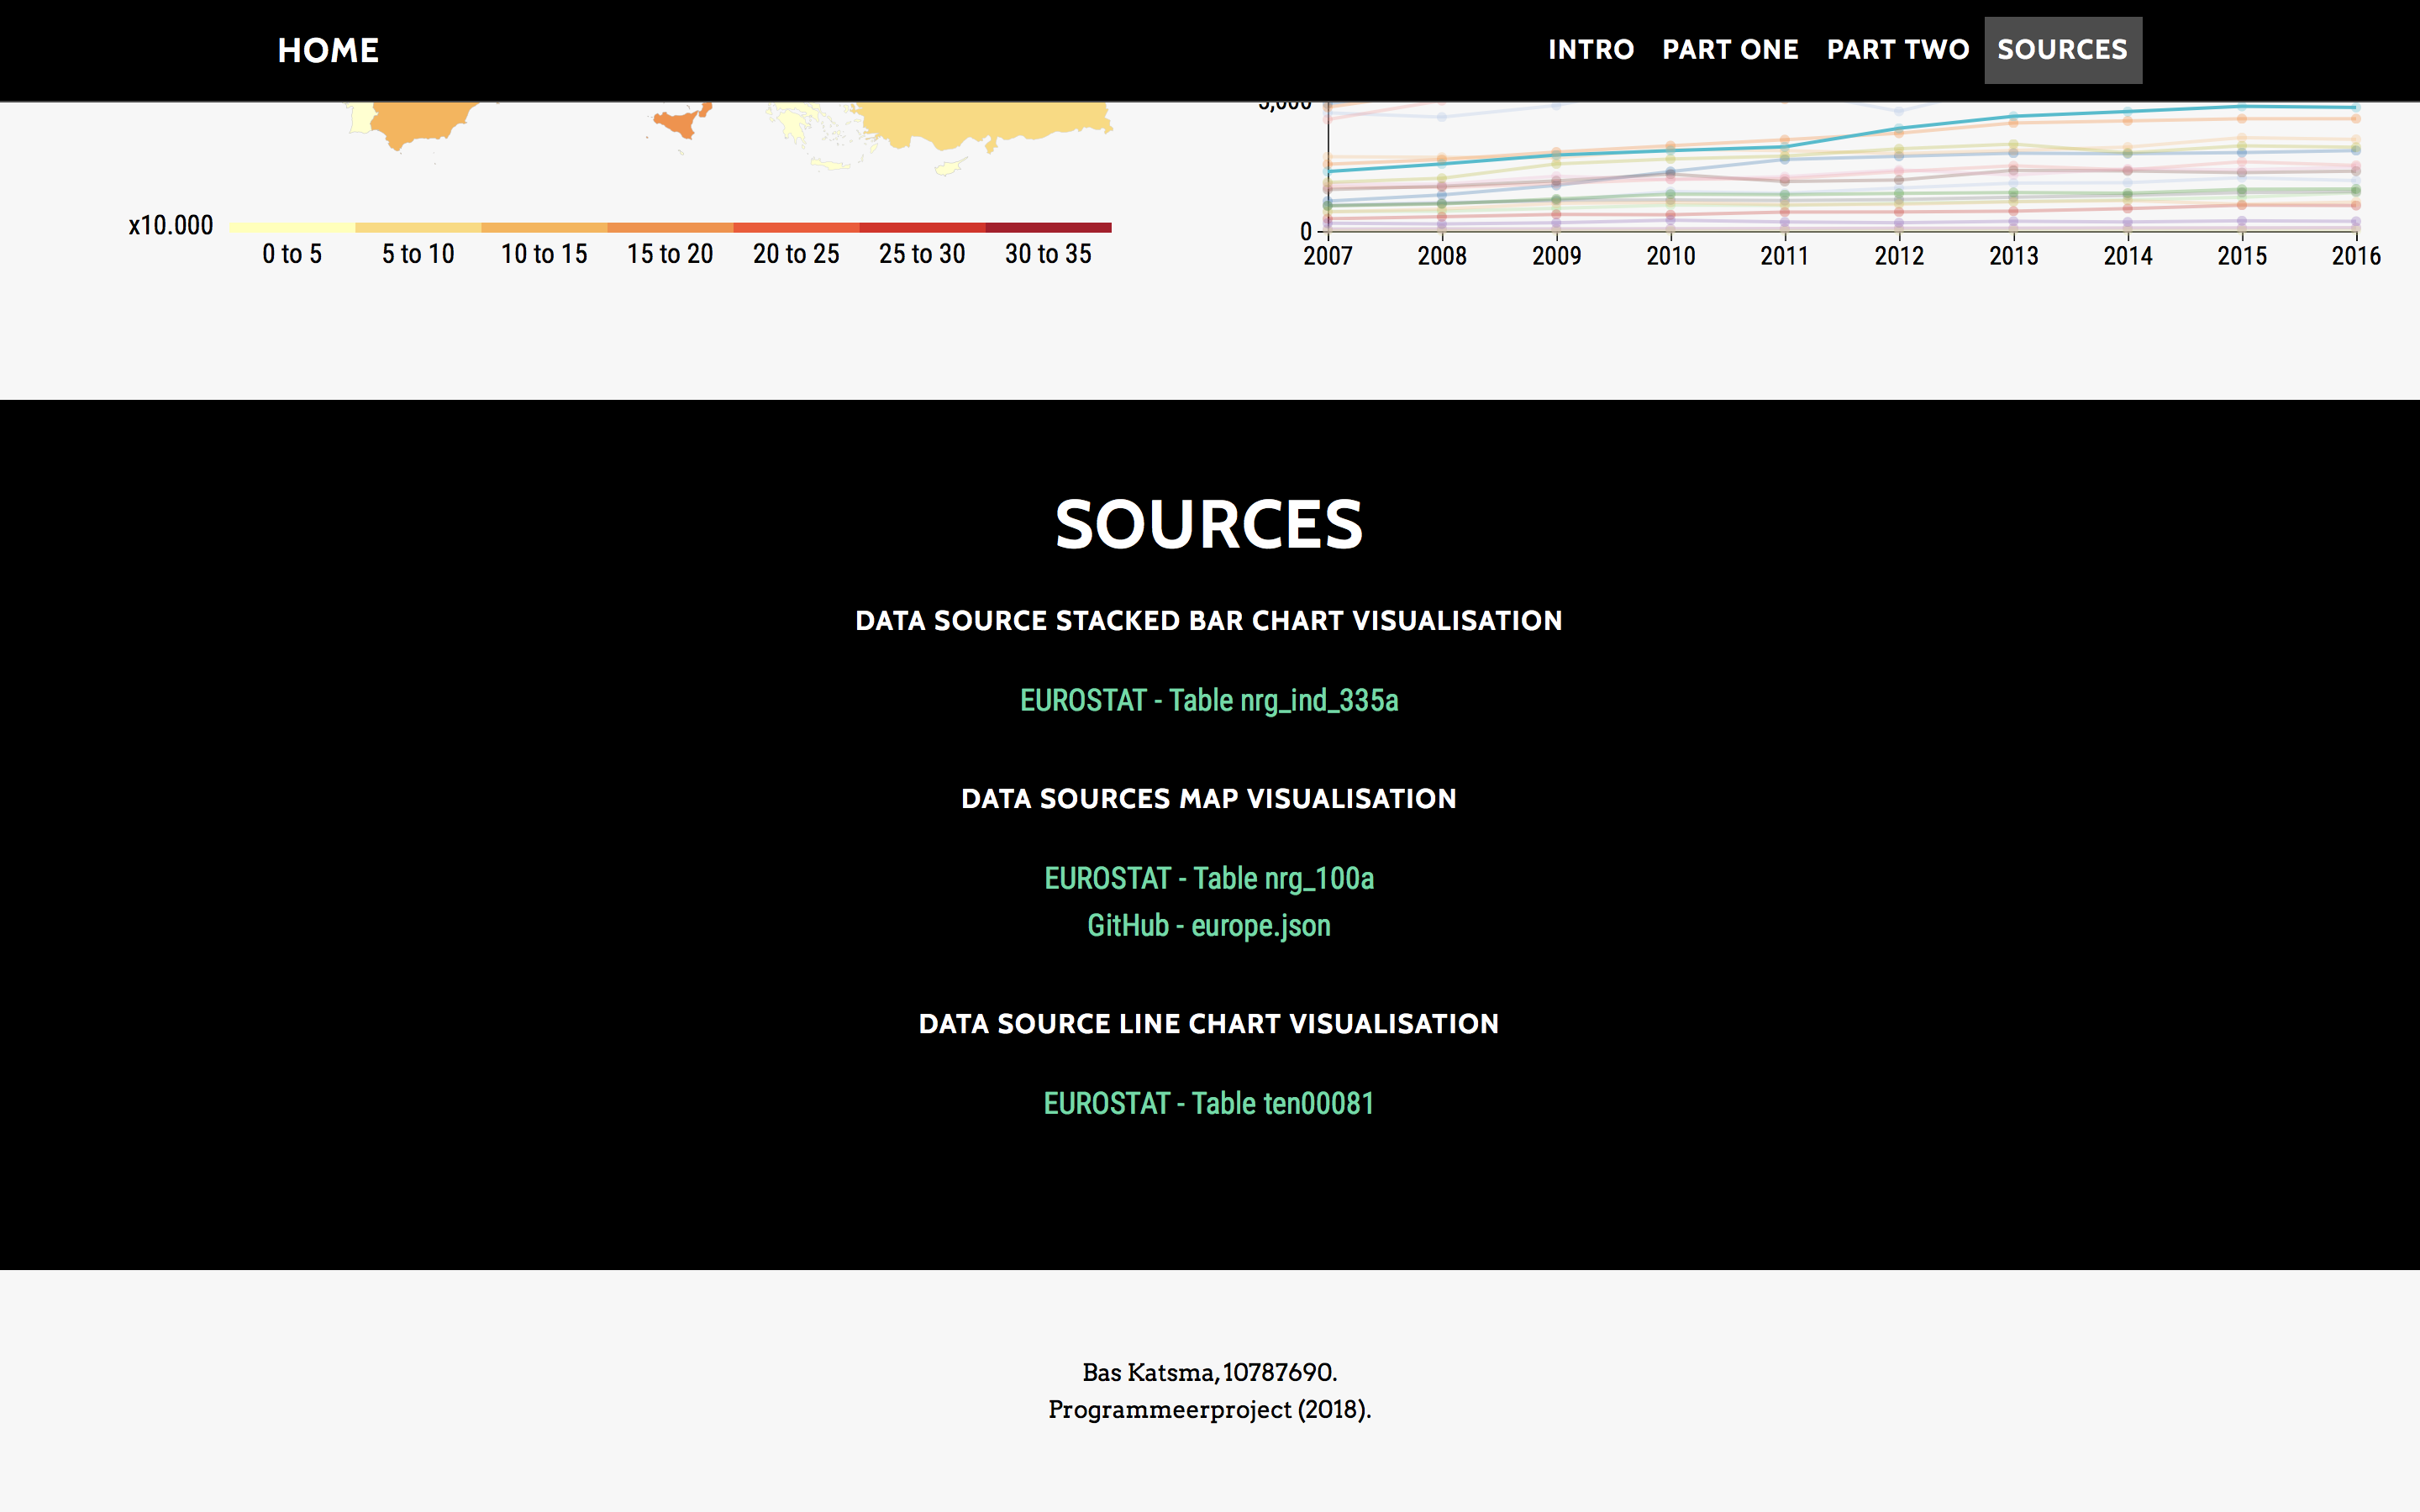 HOME
INTRO PART ONE PART TWO SOURCES
x10.000
0 to 5 5 to 10 10 to 15 15 to 20 20 to 25 25 to 30 30 to 35
5,000
0
2007 2008 2009 2010 2011 2012 2013 2014 2015 2016
SOURCES
DATA SOURCE STACKED BAR CHART VISUALISATION
EUROSTAT - Table nrg_ind_335a
DATA SOURCES MAP VISUALISATION
EUROSTAT - Table nrg_100a
GitHub - europe.json
DATA SOURCE LINE CHART VISUALISATION
EUROSTAT - Table ten00081
Bas Katsma, 10787690.
Programmeerproject (2018).